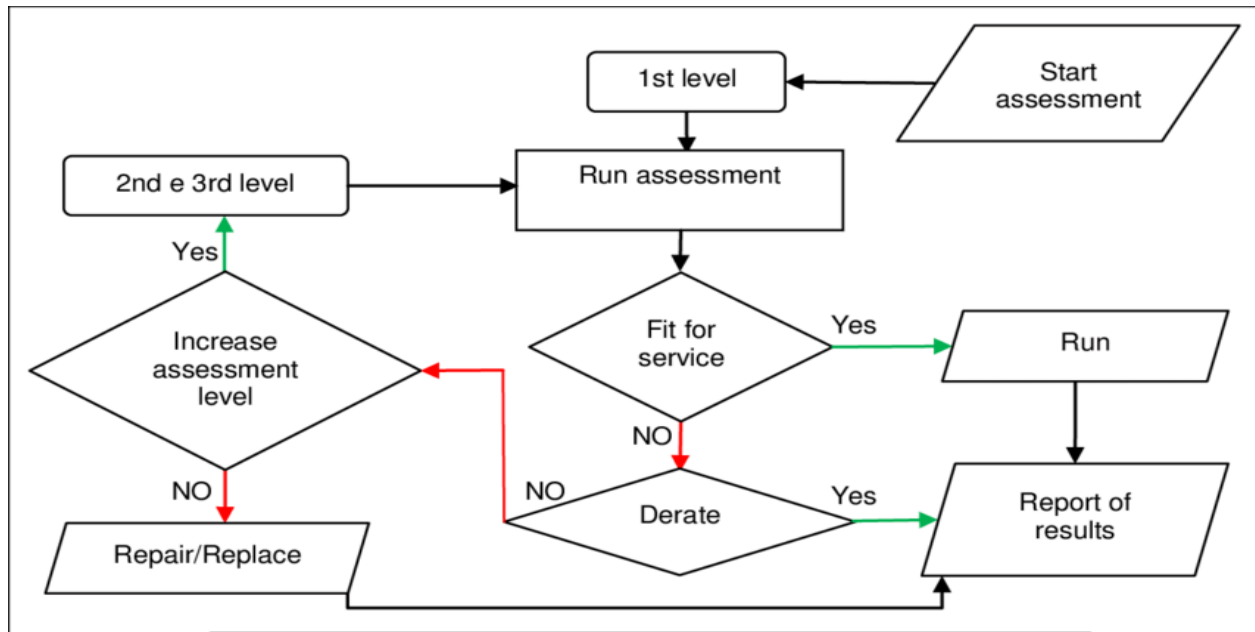 1st level
Start
assessment
2nd e 3rd level
Run assessment
Yes
Increase
assessment
level
Fit for
service
Yes
Run
NO
NO
NO
Derate
Yes
Report of
results
Repair/Replace